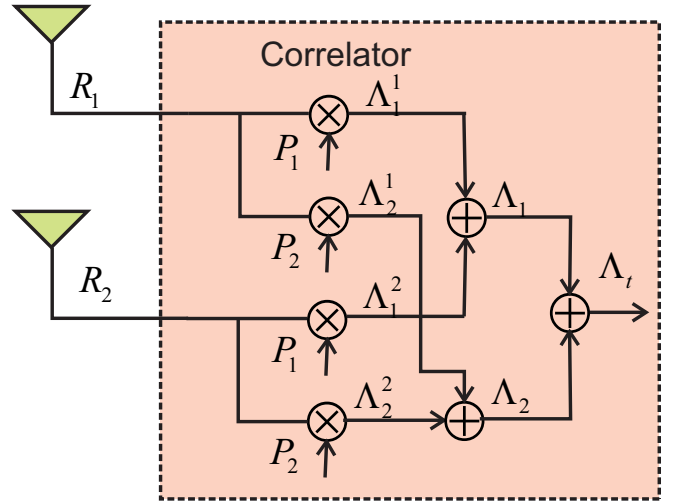 Correlator
R₁
Λ₁¹
P₁
Λ₂¹
Λ₁
P₂
R₂
Λ₁²
Λₜ
P₁
Λ₂²
Λ₂
P₂